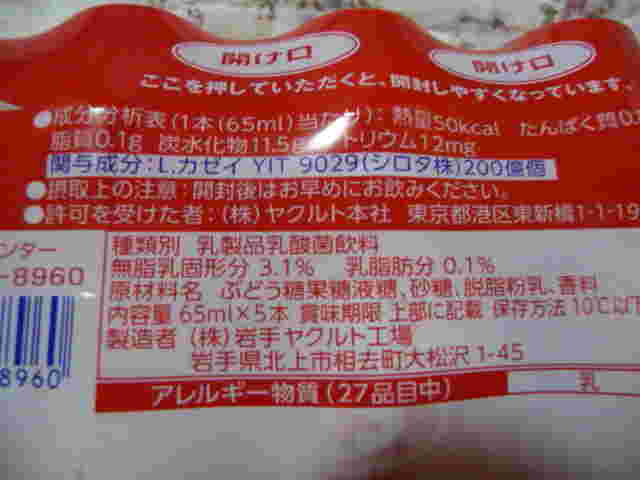 開け口
開け口
ここを押していただくと、開封しやすくなっています。
●成分分析表(1本(65ml)当たり): 熱量50kcal たんぱく質0.8
脂質0.1g 炭水化物11.5g ナトリウム12mg
関与成分:L.カゼイ YIT 9029(シロタ株)200億個
●摂取上の注意:開封後はお早めにお飲みください。
●許可を受けた者:(株)ヤクルト本社 東京都港区東新橋1-1-19
ンター
-8960
8960
種類別 乳製品乳酸菌飲料
無脂乳固形分 3.1% 乳脂肪分 0.1%
原材料名 ぶどう糖果糖液糖、砂糖、脱脂粉乳、香料
内容量 65ml×5本 賞味期限 上部に記載 保存方法 10℃以下
製造者 (株)岩手ヤクルト工場
岩手県北上市相去町大松沢1-45
アレルギー物質(27品目中) 乳